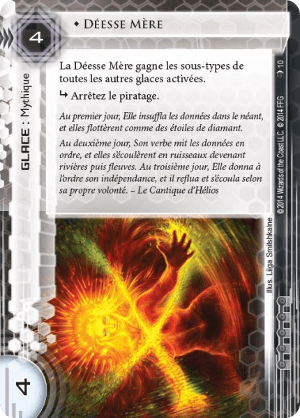 4
Déesse Mère
La Déesse Mère gagne les sous-types de
toutes les autres glaces activées.
↳ Arrêtez le piratage.
Au premier jour, Elle insuffla les données dans le néant,
et elles flottèrent comme des étoiles de diamant.
Au deuxième jour, Son verbe mit les données en
ordre, et elles s'écoulèrent en ruisseaux devenant
rivières puis fleuves. Au troisième jour, Elle donna à
l'ordre son indépendance, et il reflua et s'écoula selon
sa propre volonté. – Le Cantique d'Hélios
GLACE : Mythique
10
© 2014 Wizards of the Coast LLC. © 2014 FFG
Illus. Liiga Smilshkalne
4